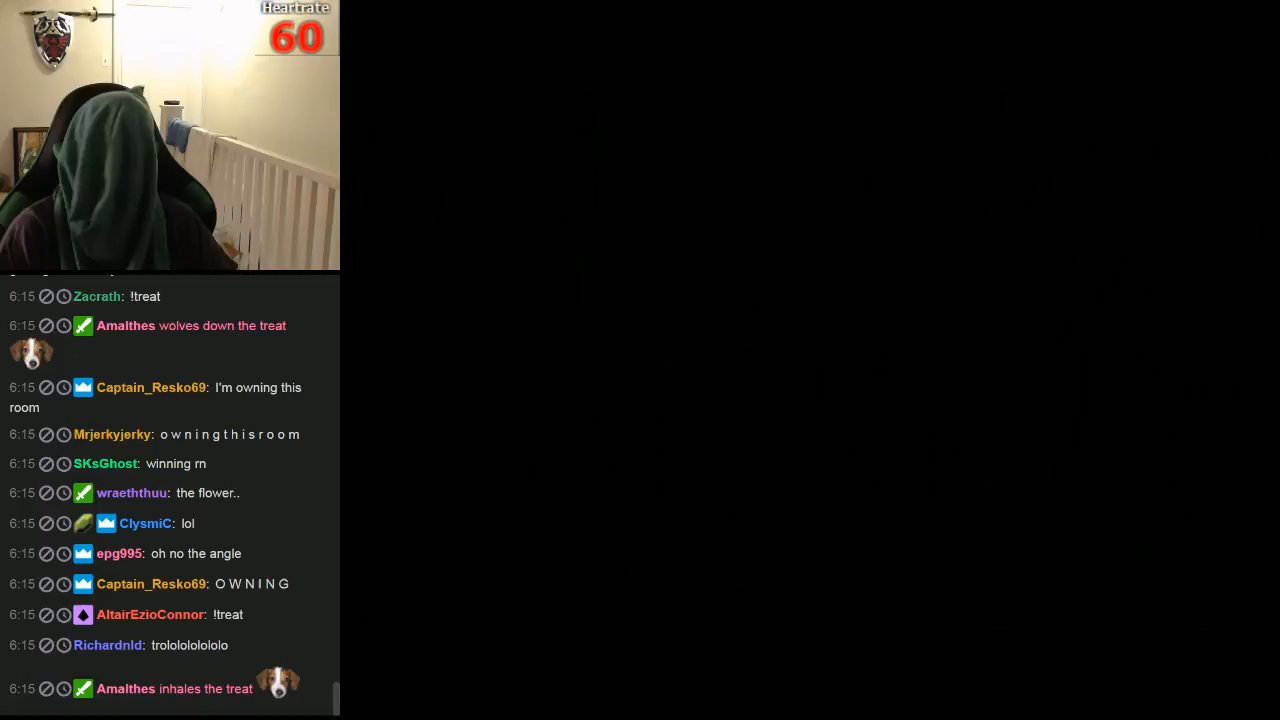 Heartrate
60
6:15 Zacrath: !treat
6:15 Amalthes wolves down the treat
6:15 Captain_Resko69: I'm owning this
room
6:15 Mrjerkyjerky: o w n i n g t h i s r o o m
6:15 SKsGhost: winning rn
6:15 wraeththuu: the flower..
6:15 ClysmiC: lol
6:15 epg995: oh no the angle
6:15 Captain_Resko69: O W N I N G
6:15 AltairEzioConnor: !treat
6:15 Richardnld: trolololololo
6:15 Amalthes inhales the treat